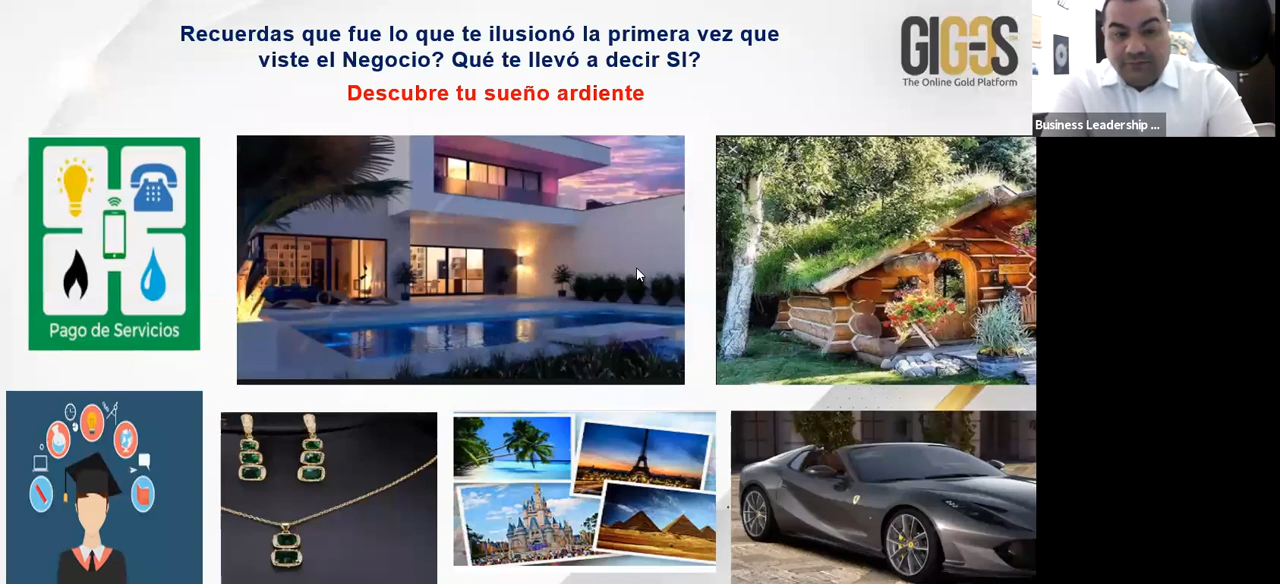 Recuerdas que fue lo que te ilusionó la primera vez que
viste el Negocio? Qué te llevó a decir SI?
Descubre tu sueño ardiente
GIGOS
The Online Gold Platform
Business Leadership ...
Pago de Servicios